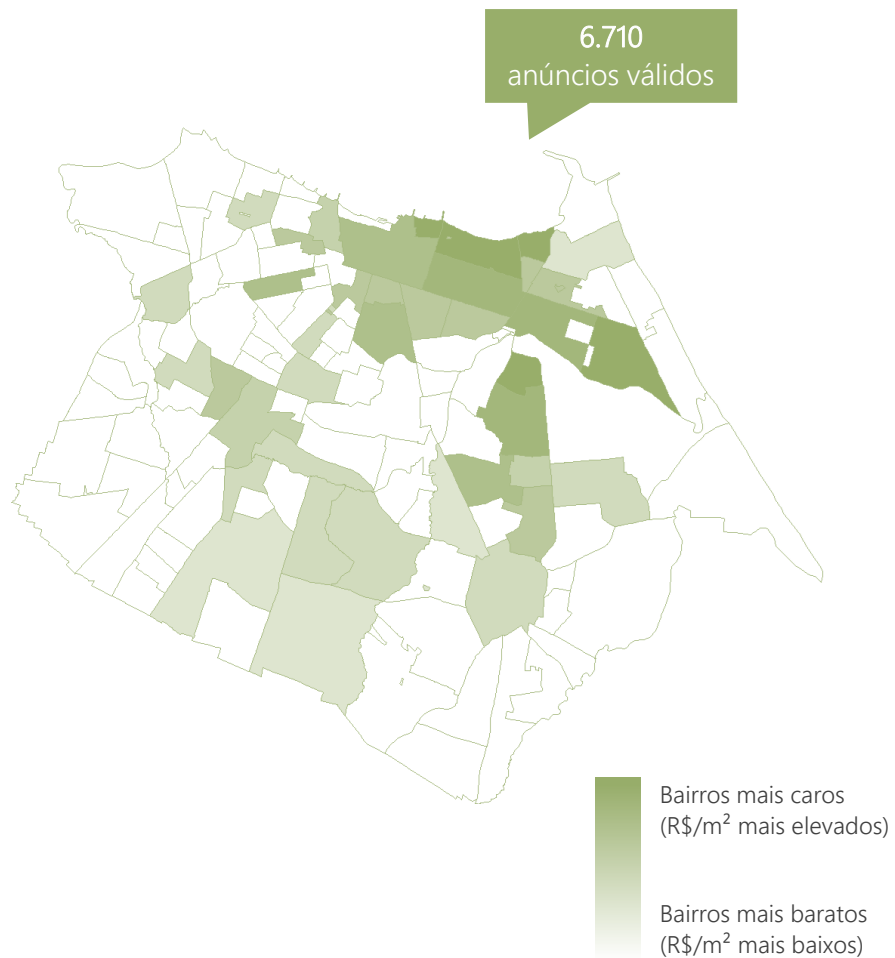 6.710
anúncios válidos
Bairros mais caros
(R$/m² mais elevados)
Bairros mais baratos
(R$/m² mais baixos)